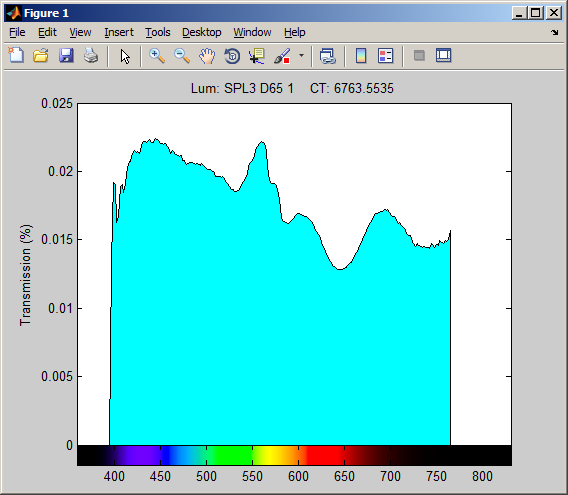 Figure 1
File Edit View Insert Tools Desktop Window Help
Lum: SPL3 D65 1 CT: 6763.5535
0.025
0.02
0.015
0.01
0.005
0
Transmission (%)
400 450 500 550 600 650 700 750 800